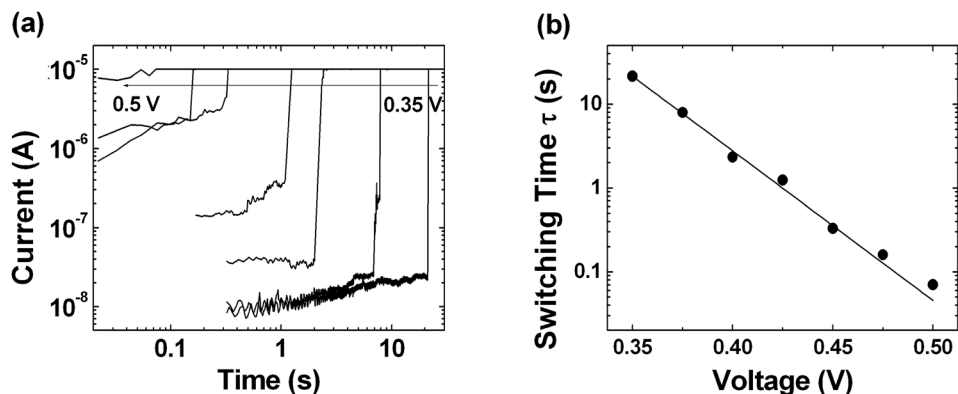 (a)
10⁻⁵
10⁻⁶
10⁻⁷
10⁻⁸
Current (A)
0.5 V
0.35 V
0.1
1
10
Time (s)
(b)
10
1
0.1
Switching Time τ (s)
0.35
0.40
0.45
0.50
Voltage (V)